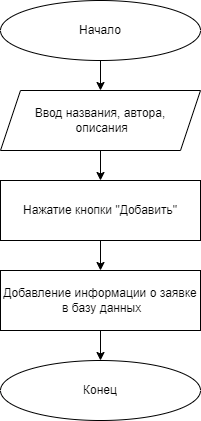 Начало
Ввод названия, автора,
описания
Нажатие кнопки "Добавить"
Добавление информации о заявке
в базу данных
Конец